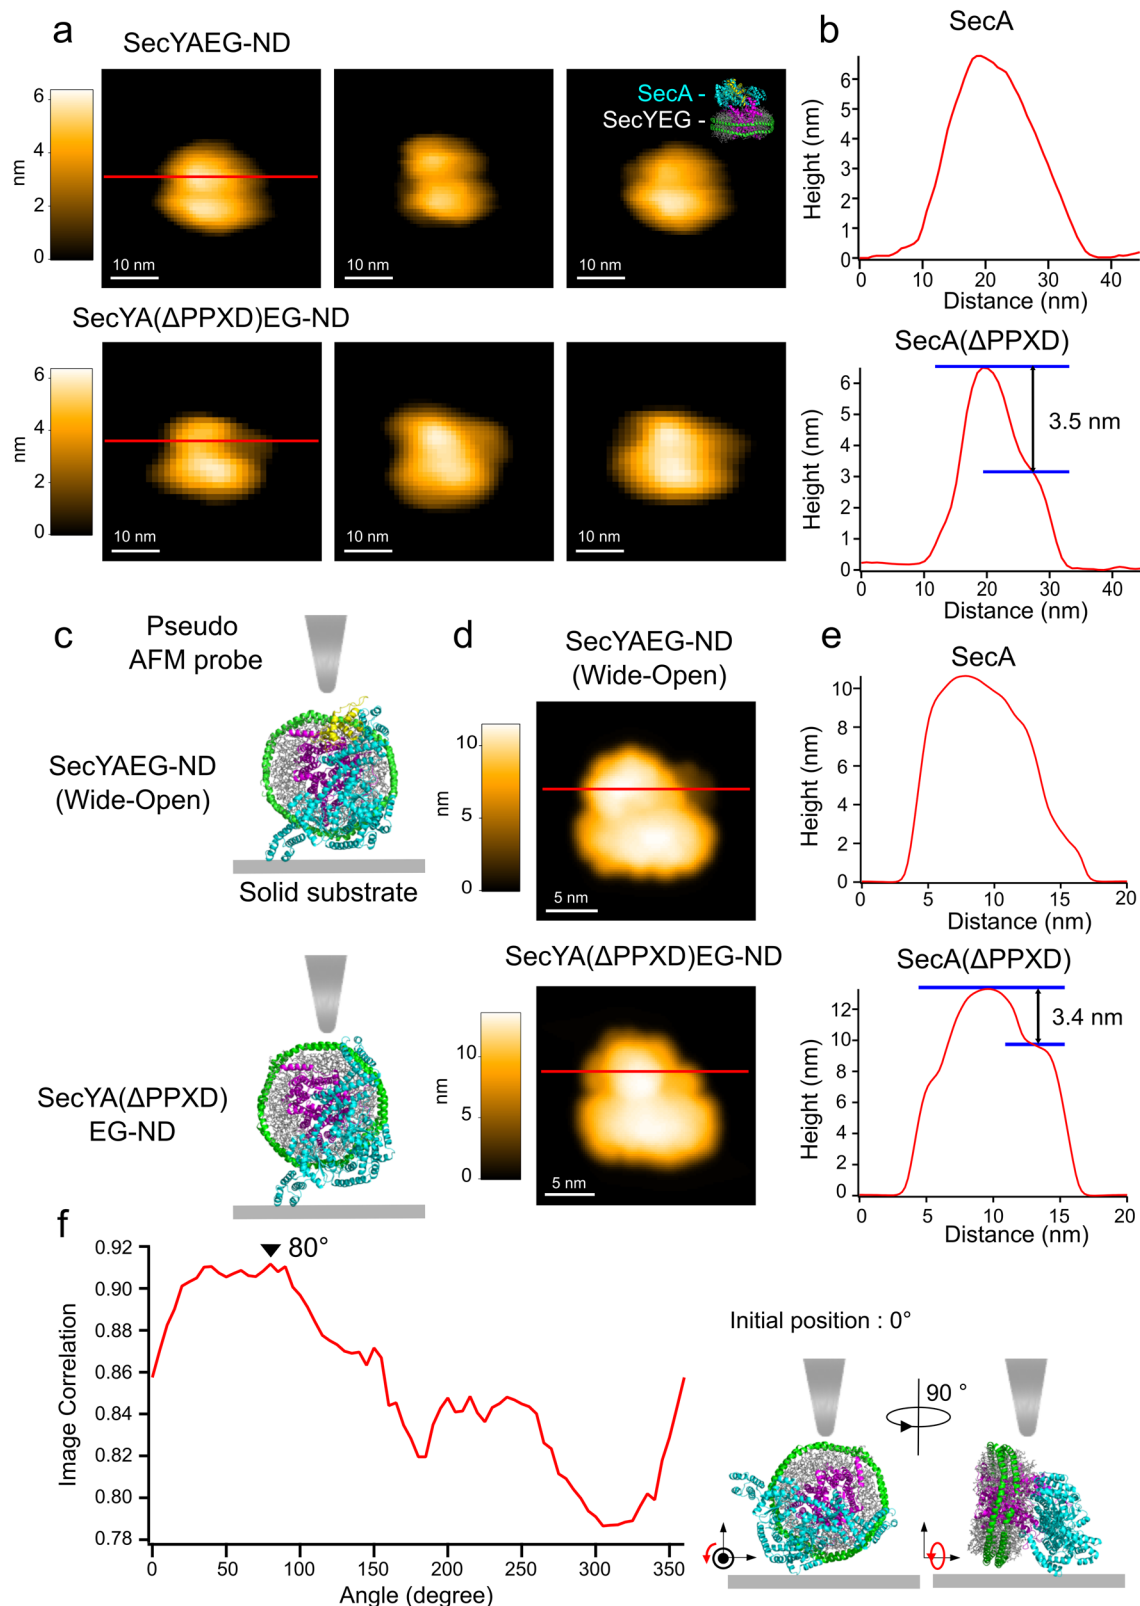 a
SecYAEG-ND
6
4
2
0
nm
10 nm
10 nm
10 nm
SecA -
SecYEG -
SecYA(ΔPPXD)EG-ND
6
4
2
0
nm
10 nm
10 nm
10 nm
b
SecA
Height (nm)
6
5
4
3
2
1
0
0 10 20 30 40
Distance (nm)
SecA(ΔPPXD)
Height (nm)
6
5
4
3
2
1
0
3.5 nm
0 10 20 30 40
Distance (nm)
c
Pseudo
AFM probe
SecYAEG-ND
(Wide-Open)
Solid substrate
SecYA(ΔPPXD)
EG-ND
d
SecYAEG-ND
(Wide-Open)
10
5
0
nm
5 nm
SecYA(ΔPPXD)EG-ND
10
5
0
nm
5 nm
e
SecA
Height (nm)
10
8
6
4
2
0
0 5 10 15 20
Distance (nm)
SecA(ΔPPXD)
Height (nm)
12
10
8
6
4
2
0
3.4 nm
0 5 10 15 20
Distance (nm)
f
Image Correlation
0.92
0.90
0.88
0.86
0.84
0.82
0.80
0.78
80°
0 50 100 150 200 250 300 350
Angle (degree)
Initial position : 0°
90 °